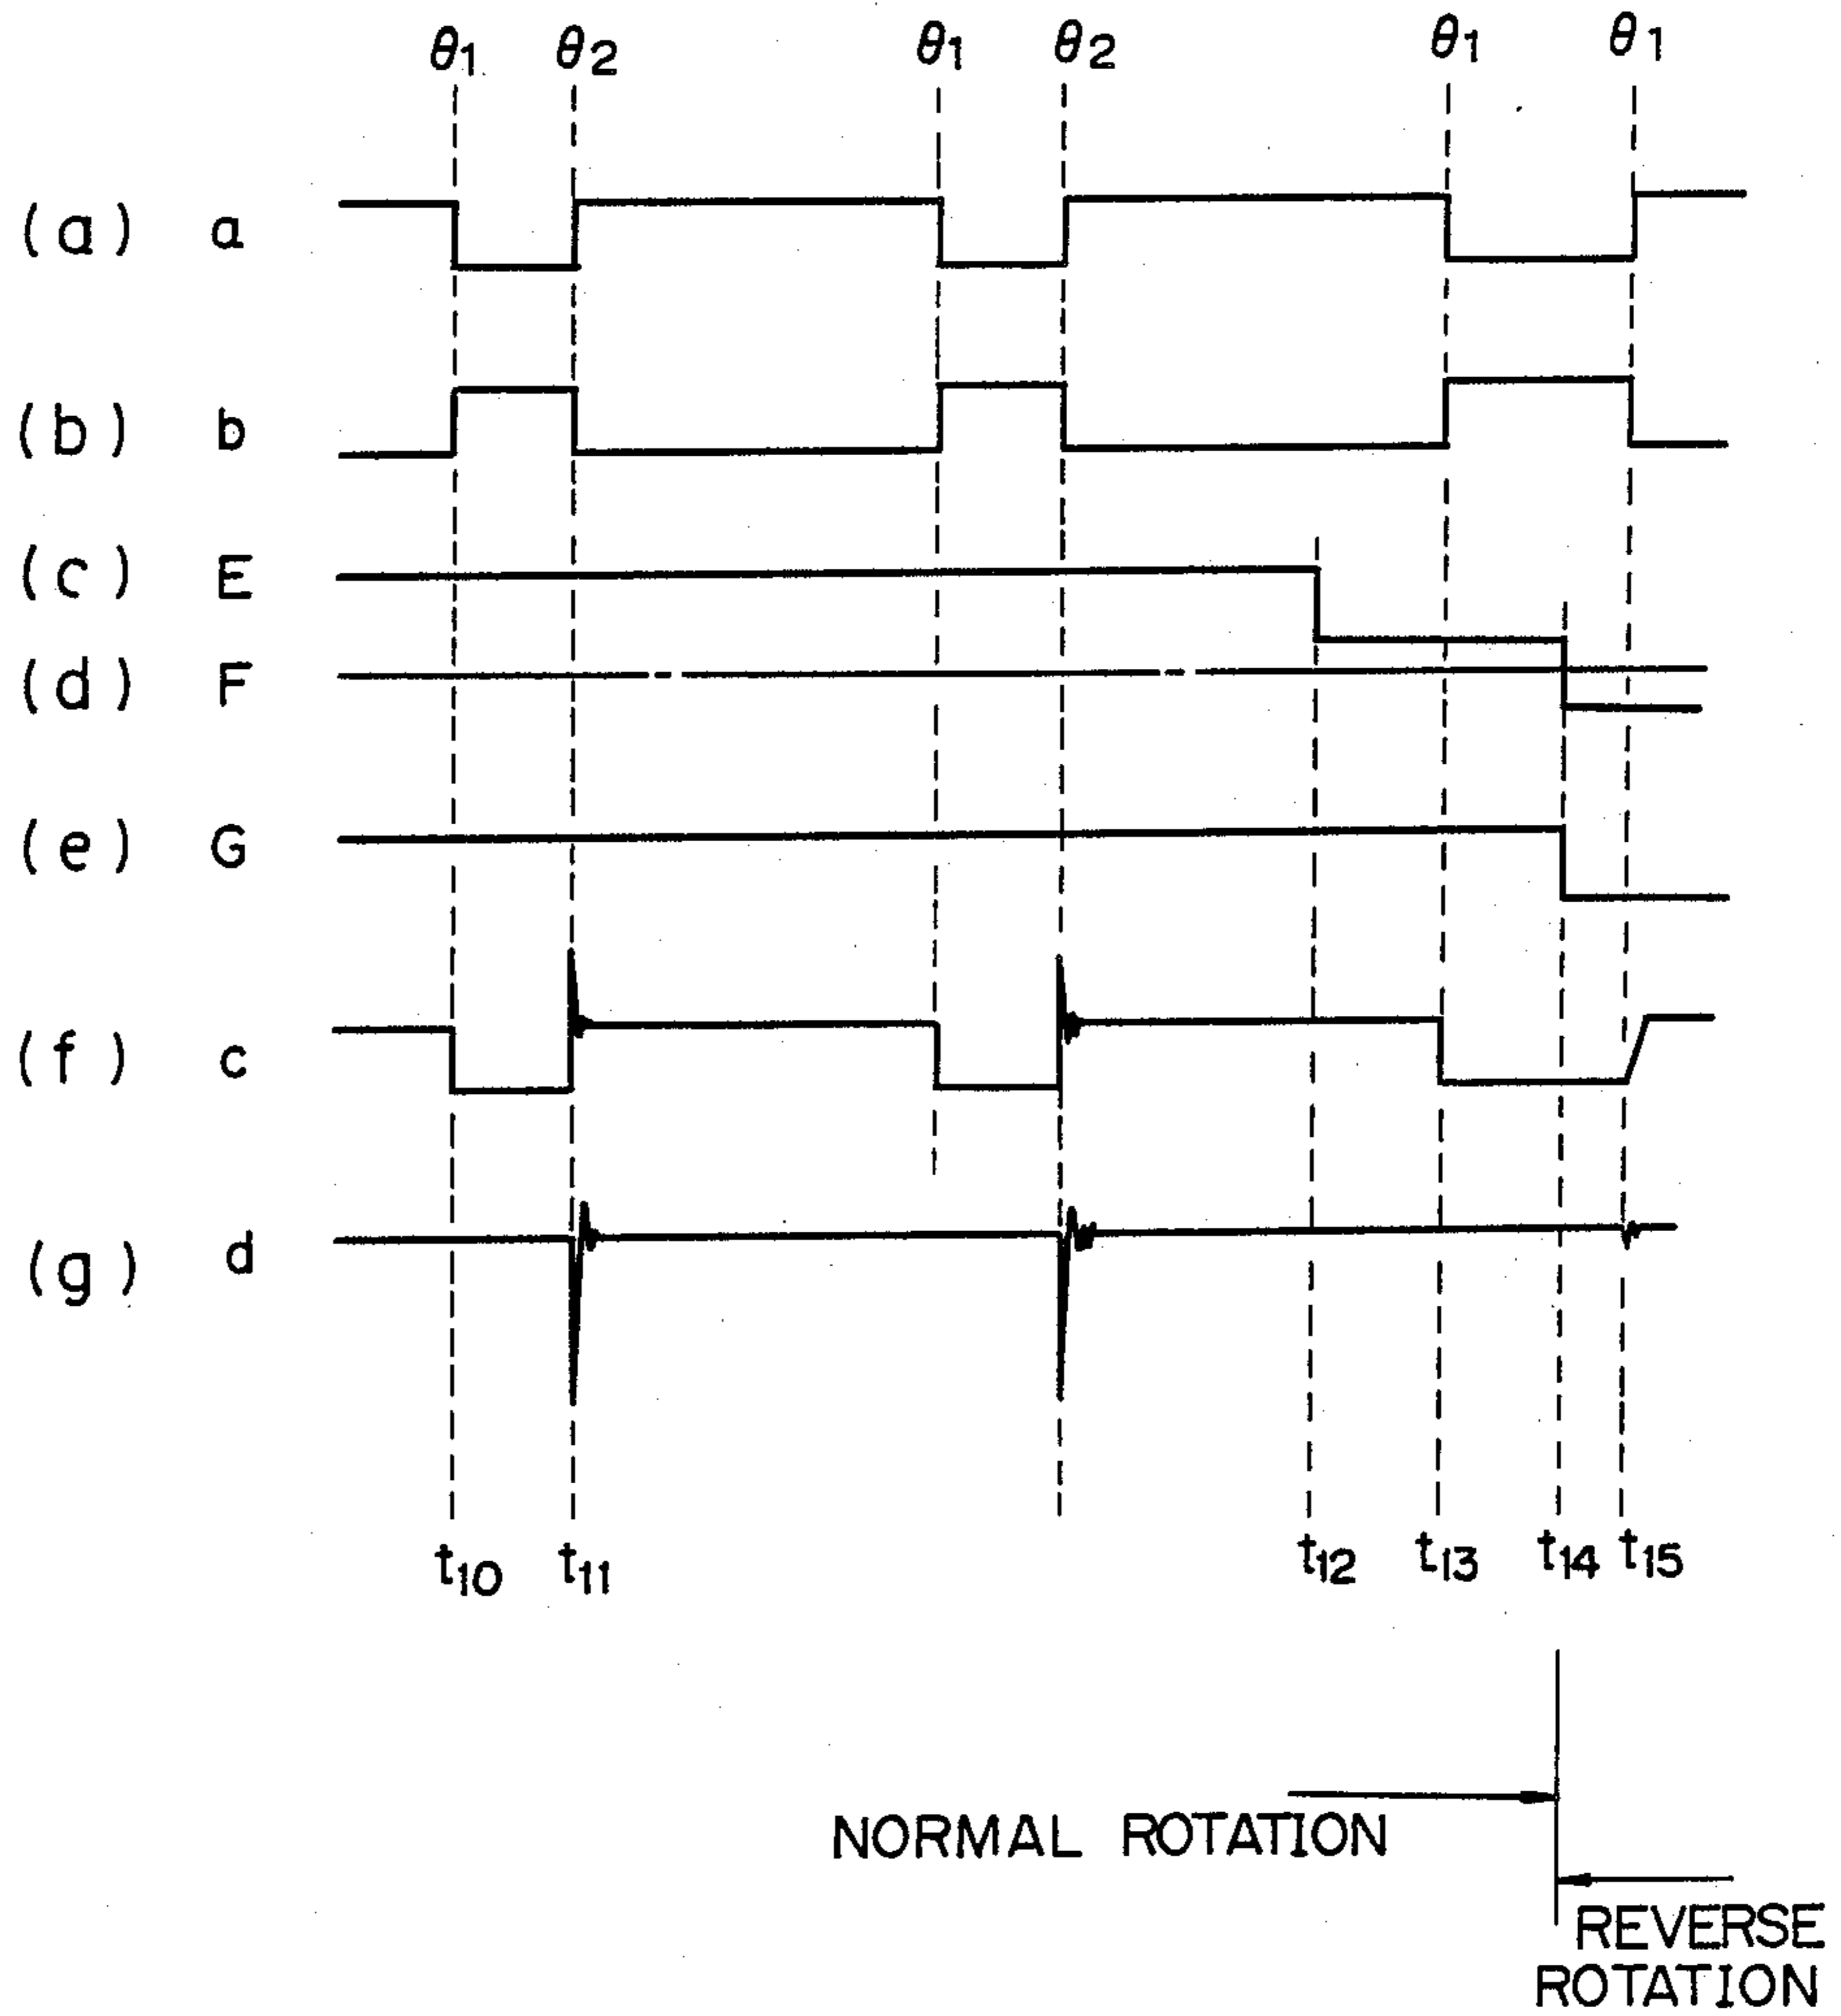 θ1 θ2 θ1 θ2 θ1 θ1
(a) a
(b) b
(c) E
(d) F
(e) G
(f) c
(g) d
t10 t11 t12 t13 t14 t15
NORMAL ROTATION
REVERSE
ROTATION